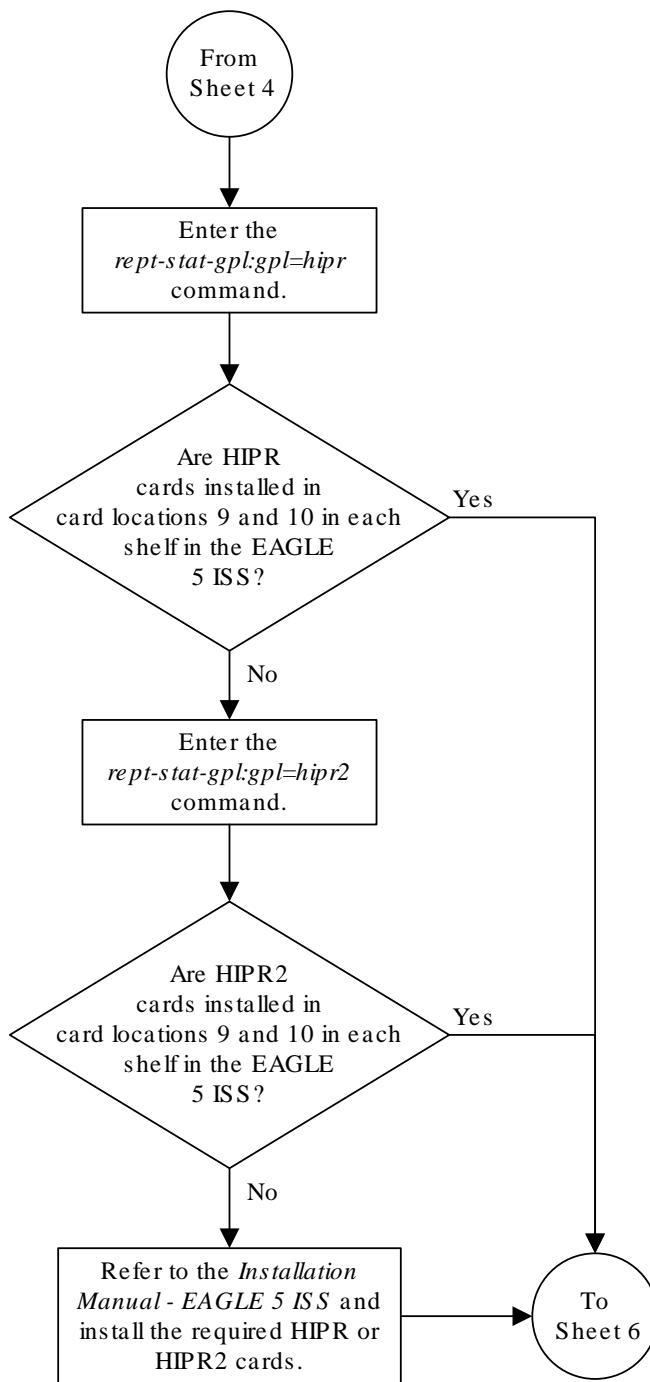 From
Sheet 4
Enter the
rept-stat-gpl:gpl=hipr
command.
Are HIPR
cards installed in
card locations 9 and 10 in each
shelf in the EAGLE
5 ISS?
Yes
No
Enter the
rept-stat-gpl:gpl=hipr2
command.
Are HIPR2
cards installed in
card locations 9 and 10 in each
shelf in the EAGLE
5 ISS?
Yes
No
Refer to the Installation
Manual - EAGLE 5 ISS and
install the required HIPR or
HIPR2 cards.
To
Sheet 6